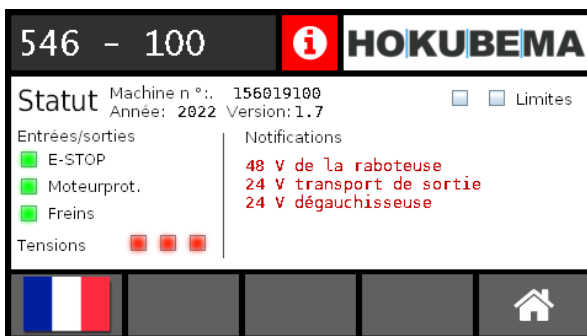 546 - 100
HOKUBEMA
Statut Machine n °:. 156019100
Année: 2022 Version: 1.7
Limites
Entrées/sorties
E-STOP
Moteurprot.
Freins
Tensions
Notifications
48 V de la raboteuse
24 V transport de sortie
24 V dégauchisseuse